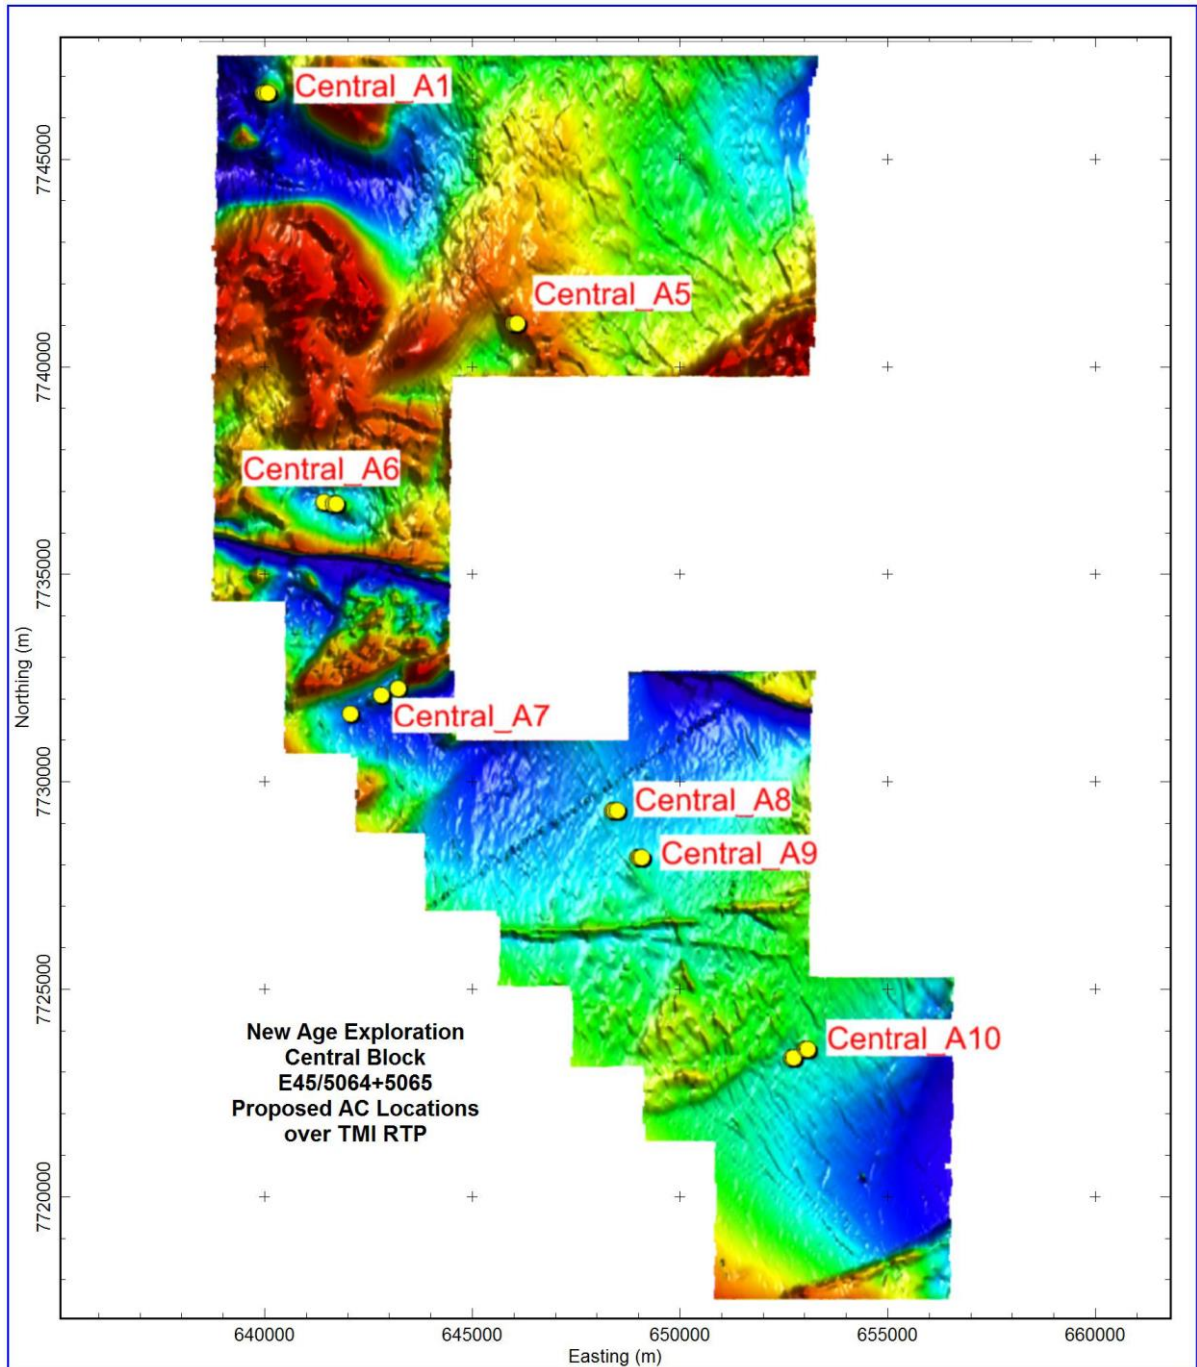 Central_A1
7745000
Central_A5
7740000
Central_A6
7735000
Northing (m)
Central_A7
7730000
Central_A8
Central_A9
7725000
New Age Exploration
Central Block
E45/5064+5065
Proposed AC Locations
over TMI RTP
Central_A10
7720000
640000 645000 650000 655000 660000
Easting (m)